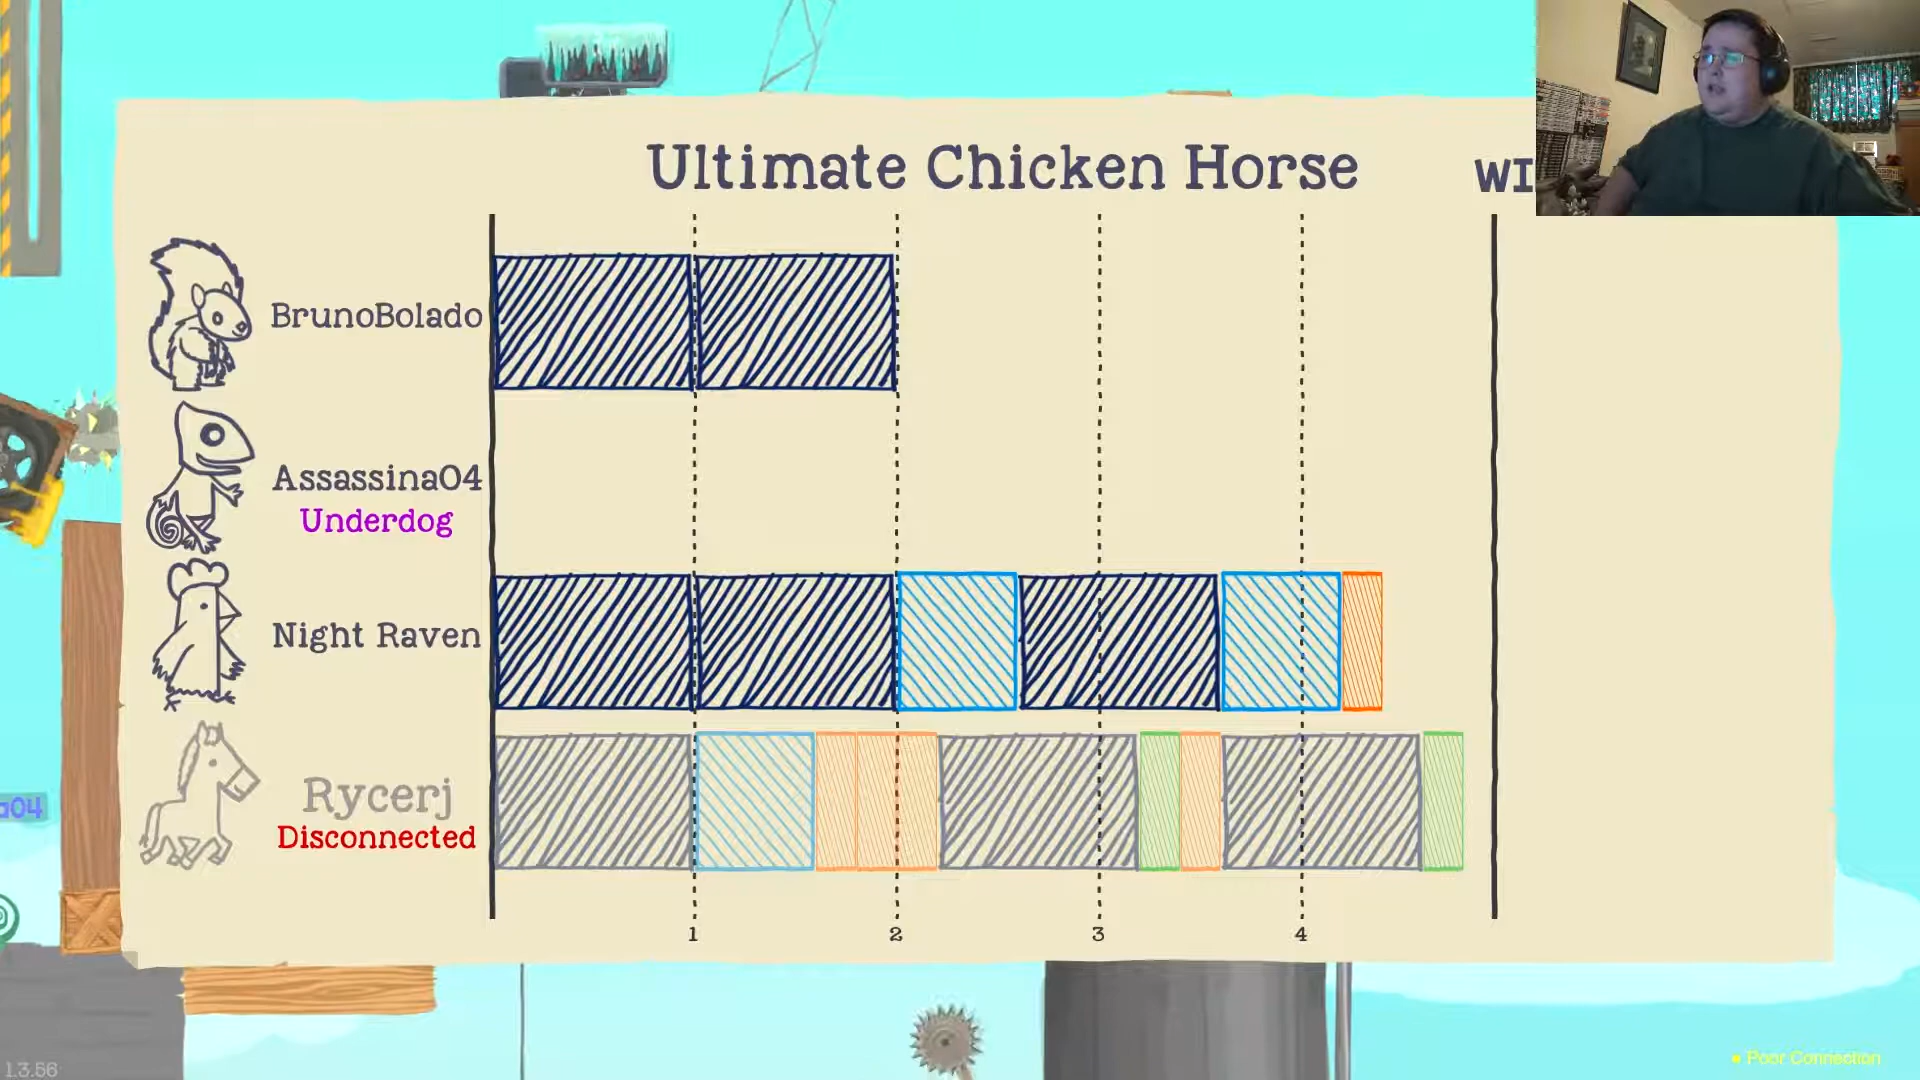 Ultimate Chicken Horse
WI
BrunoBolado
Assassina04
Underdog
Night Raven
Rycerj
Disconnected
a04
1 2 3 4
1.3.56
Poor Connection